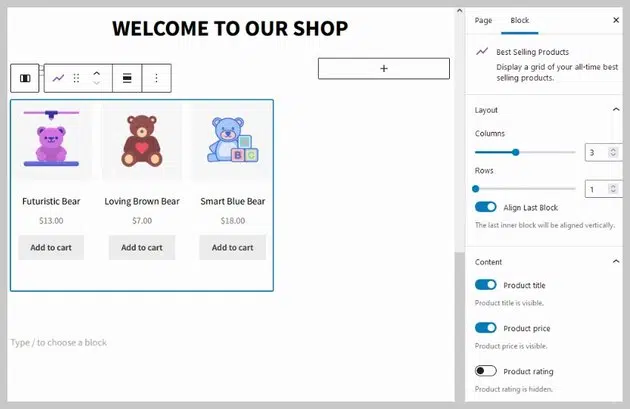 WELCOME TO OUR SHOP
Futuristic Bear
$13.00
Add to cart
Loving Brown Bear
$7.00
Add to cart
Smart Blue Bear
$18.00
Add to cart
B C
Type / to choose a block
Page Block
Best Selling Products
Display a grid of your all-time best
selling products.
Layout
Columns
3
Rows
1
Align Last Block
The last inner block will be aligned vertically.
Content
Product title
Product title is visible.
Product price
Product price is visible.
Product rating
Product rating is hidden.